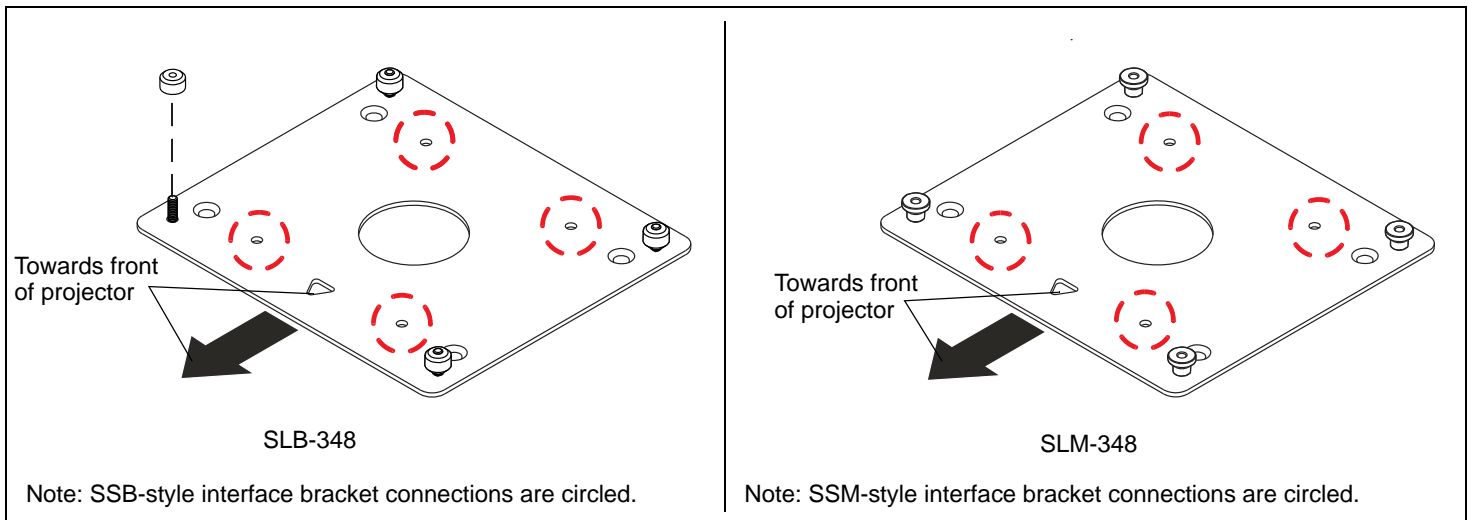 Towards front
of projector
SLB-348
Note: SSB-style interface bracket connections are circled.
Towards front
of projector
SLM-348
Note: SSM-style interface bracket connections are circled.